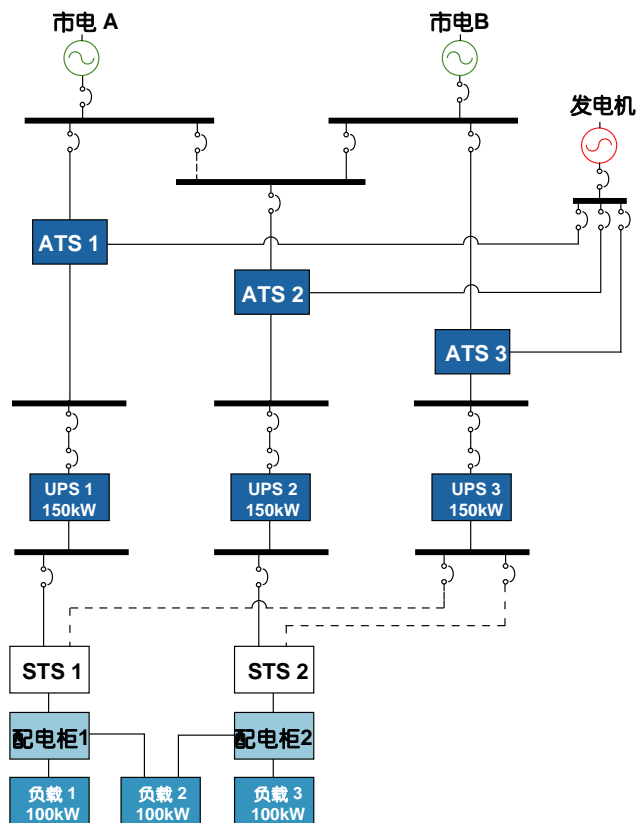 市电 A
市电B
发电机
ATS 1
ATS 2
ATS 3
UPS 1
150kW
UPS 2
150kW
UPS 3
150kW
STS 1
STS 2
配电柜1
配电柜2
负载 1
100kW
负载 2
100kW
负载 3
100kW